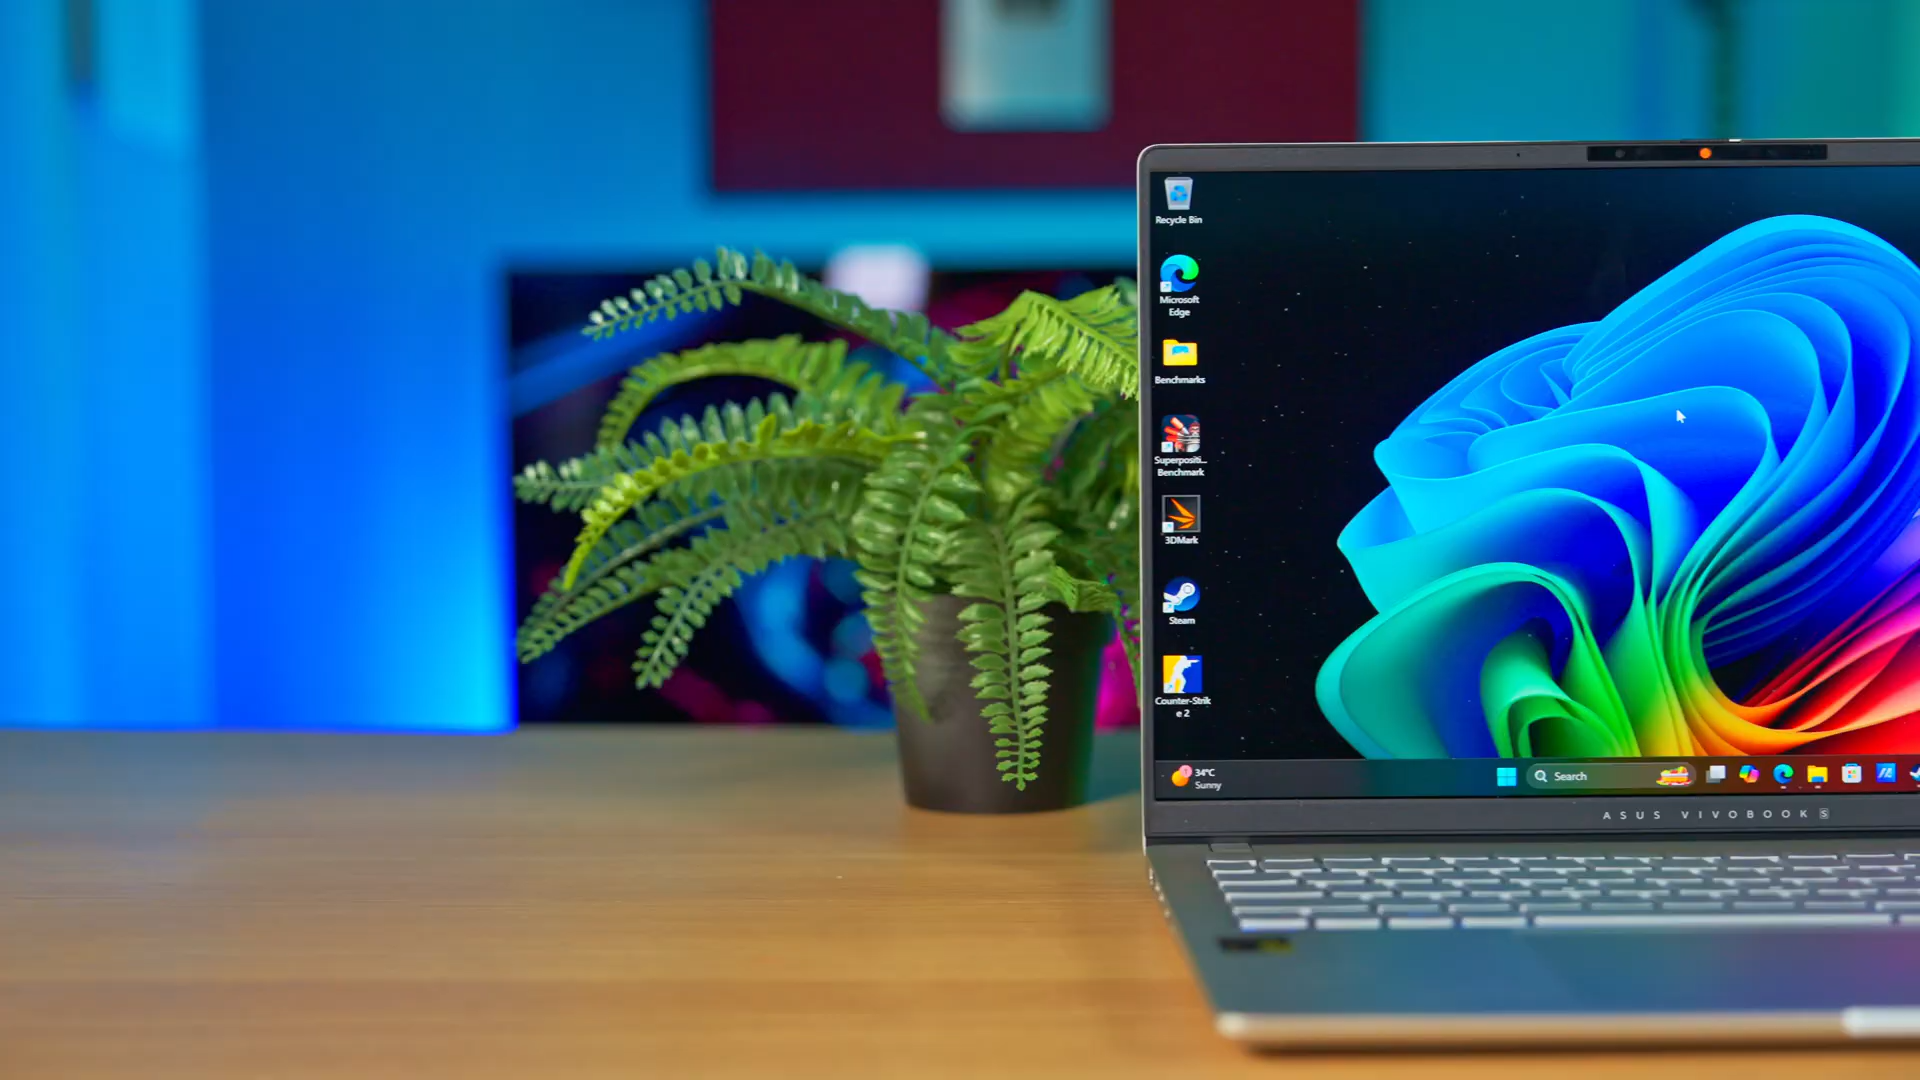 Recycle Bin
Microsoft
Edge
Benchmarks
Superpositi...
Benchmark
3DMark
Steam
Counter-Strik
e 2
34°C
Sunny
Search
ASUS VIVOBOOK S